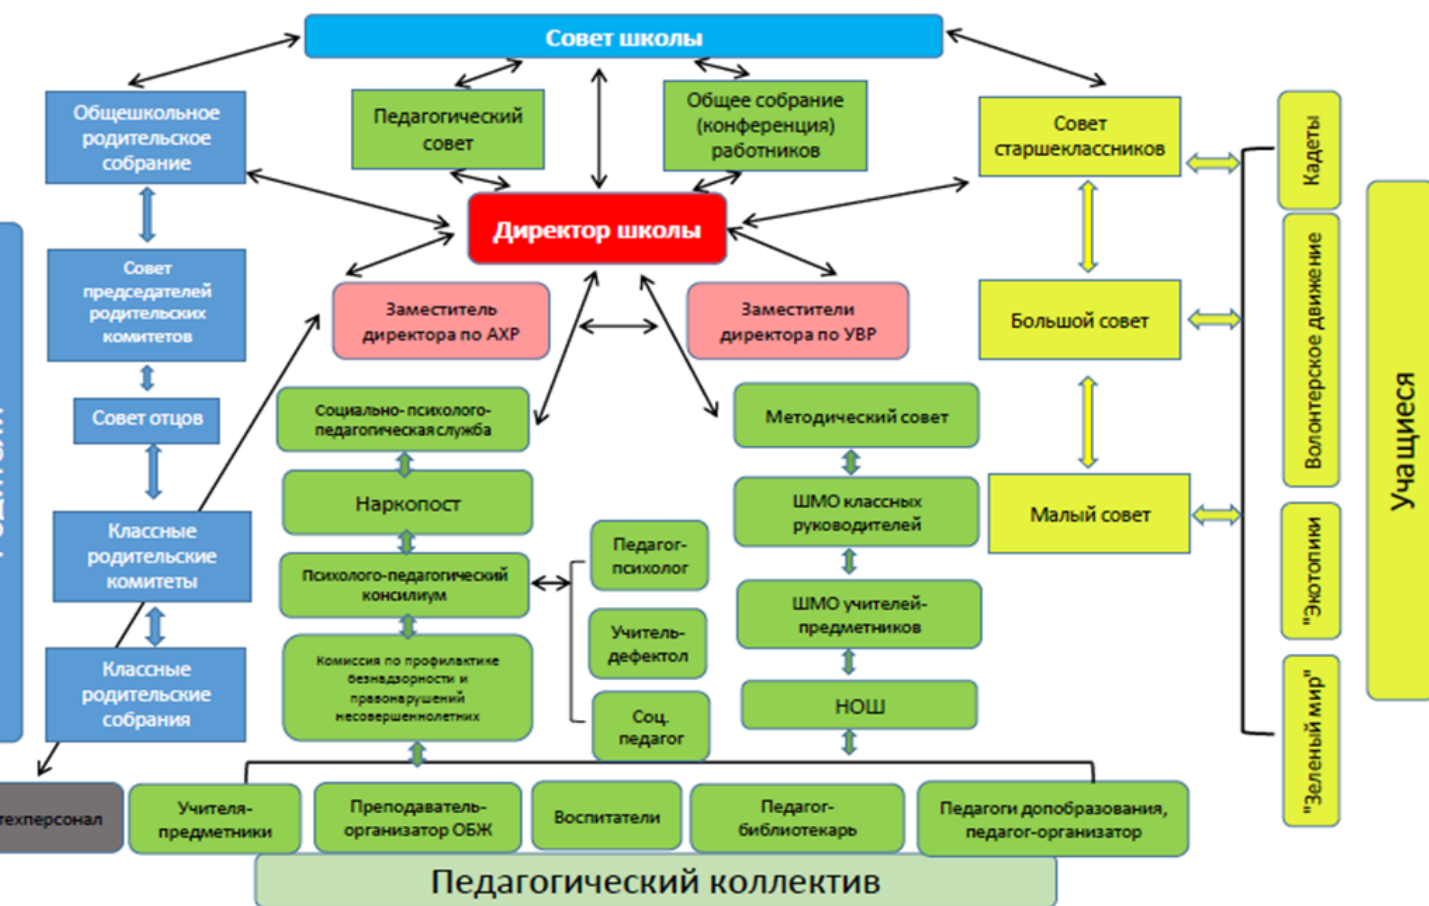 Совет школы
Общешкольное
родительское
собрание
Педагогический
совет
Общее собрание
(конференция)
работников
Совет
старшеклассников
Кадеты
Директор школы
Совет
председателей
родительских
комитетов
Заместитель
директора по АХР
Заместители
директора по УВР
Большой совет
Волонтерское движение
Учащиеся
Совет отцов
Социально- психолого-
педагогическая служба
Методический совет
Наркопост
ШМО классных
руководителей
Малый совет
Классные
родительские
комитеты
Психолого-педагогический
консилиум
Педагог-
психолог
ШМО учителей-
предметников
"Экотопики
Учитель-
дефектол
Классные
родительские
собрания
Комиссия по профилактике
безнадзорности и
правонарушений
несовершеннолетних
Соц.
педагог
НОШ
"Зеленый мир"
техперсонал
Учителя-
предметники
Преподаватель-
организатор ОБЖ
Воспитатели
Педагог-
библиотекарь
Педагоги допобразования,
педагог-организатор
Педагогический коллектив